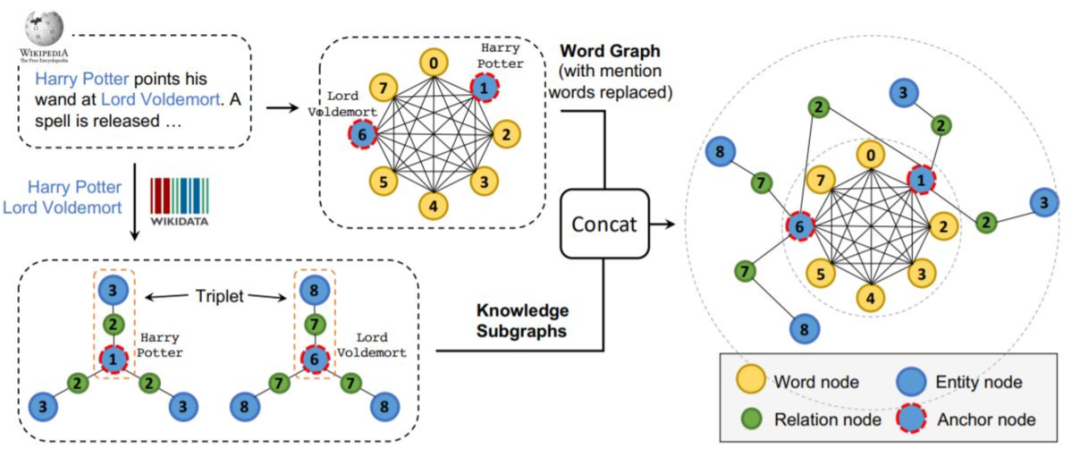 WIKIPEDIA
The Free Encyclopedia
Harry Potter points his
wand at Lord Voldemort. A
spell is released ...
Harry Potter
Lord Voldemort
WIKIDATA
0
Harry
Potter
1
7
Lord
Voldemort
6
2
5
3
4
Word Graph
(with mention
words replaced)
Concat
Triplet
3
2
1
Harry
Potter
2
2
3
3
8
7
6
Lord
Voldemort
7
7
8
8
Knowledge
Subgraphs
3
2
2
8
0
7
7
1
3
6
2
2
7
5
3
4
8
Word node
Entity node
Relation node
Anchor node